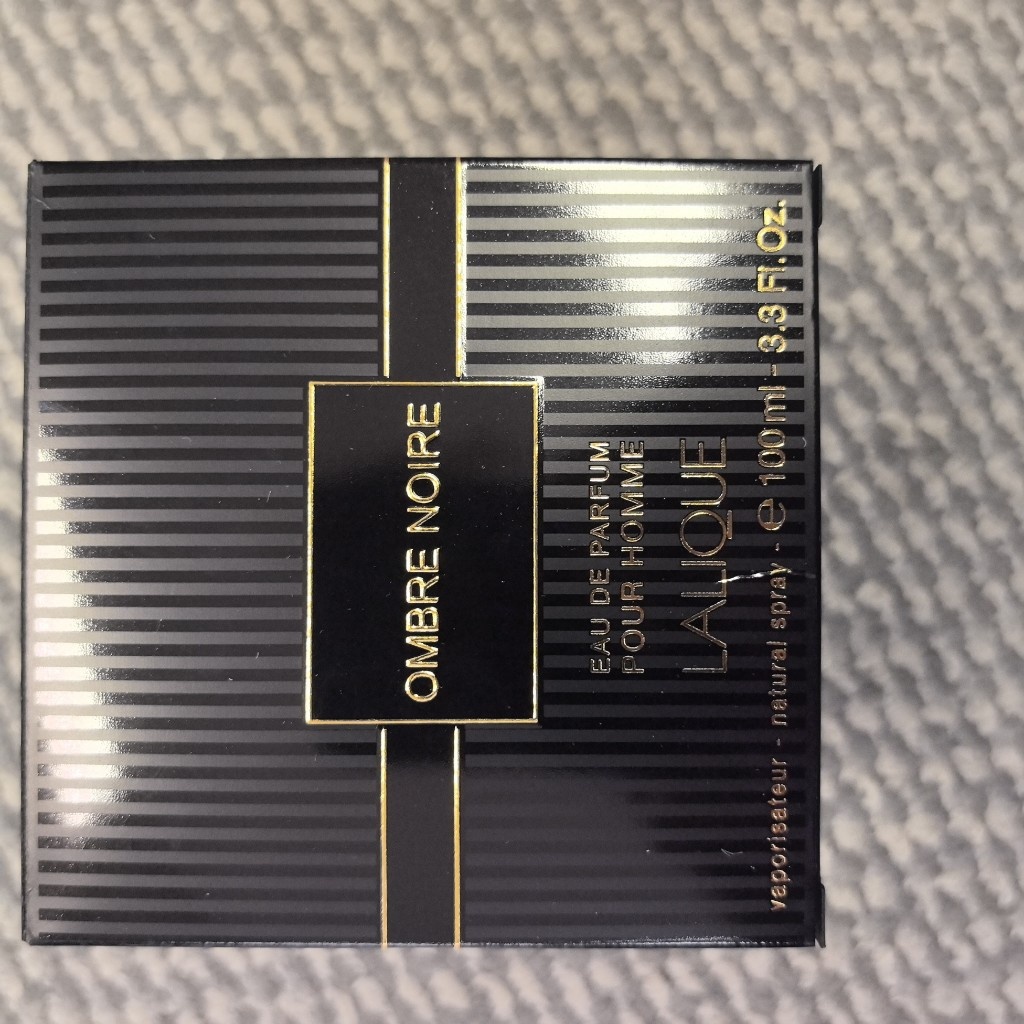 OMBRE NOIRE
EAU DE PARFUM
POUR HOMME
LALIQUE
vaporisateur - natural spray - ℮ 100 ml - 3.3 Fl.Oz.